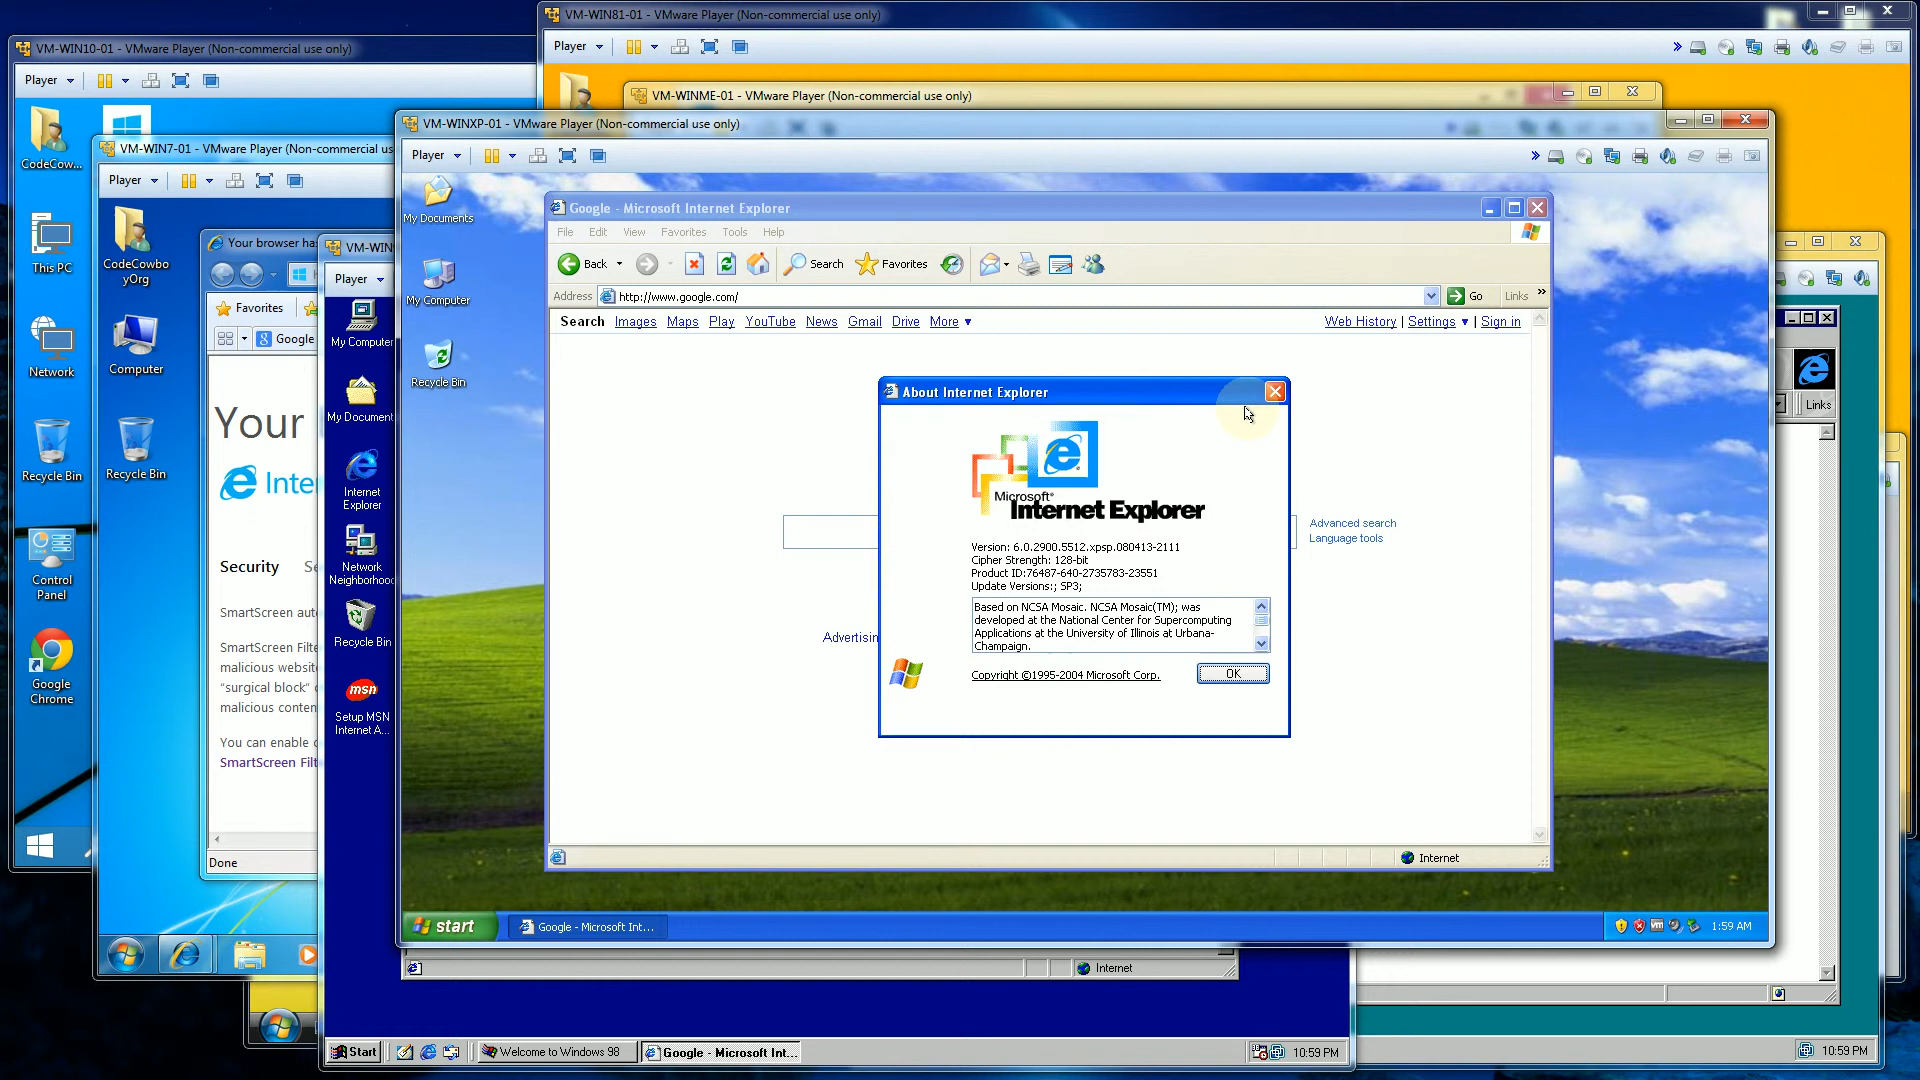 VM-WIN81-01 - VMware Player (Non-commercial use only)
Player
VM-WIN10-01 - VMware Player (Non-commercial use only)
Player
VM-WINME-01 - VMware Player (Non-commercial use only)
VM-WINXP-01 - VMware Player (Non-commercial use only)
Player
VM-WIN7-01 - VMware Player (Non-commercial us
Player
CodeCow...
This PC
Network
Recycle Bin
Control
Panel
Google
Chrome
CodeCowbo
yOrg
Computer
Recycle Bin
Your browser ha
Favorites
Google
Your
Inte
Security
SmartScreen aut
SmartScreen Filte
malicious website
"surgical block" o
malicious conten
You can enable o
SmartScreen Filt
Done
VM-WIN
Player
My Computer
My Document
Internet
Explorer
Network
Neighborhood
Recycle Bin
msn
Setup MSN
Internet A...
My Documents
My Computer
Recycle Bin
Google - Microsoft Internet Explorer
File Edit View Favorites Tools Help
Back Search Favorites
Address http://www.google.com/ Go Links
Search Images Maps Play YouTube News Gmail Drive More ▼ Web History | Settings ▼ | Sign in
Advanced search
Language tools
Advertisin
About Internet Explorer
Microsoft®
Internet Explorer
Version: 6.0.2900.5512.xpsp.080413-2111
Cipher Strength: 128-bit
Product ID:76487-640-2735783-23551
Update Versions:; SP3;
Based on NCSA Mosaic. NCSA Mosaic(TM); was
developed at the National Center for Supercomputing
Applications at the University of Illinois at Urbana-
Champaign.
Copyright ©1995-2004 Microsoft Corp.
OK
Internet
start
Google - Microsoft Int...
1:59 AM
Links
Internet
Start
Welcome to Windows 98
Google - Microsoft Int...
10:59 PM
10:59 PM